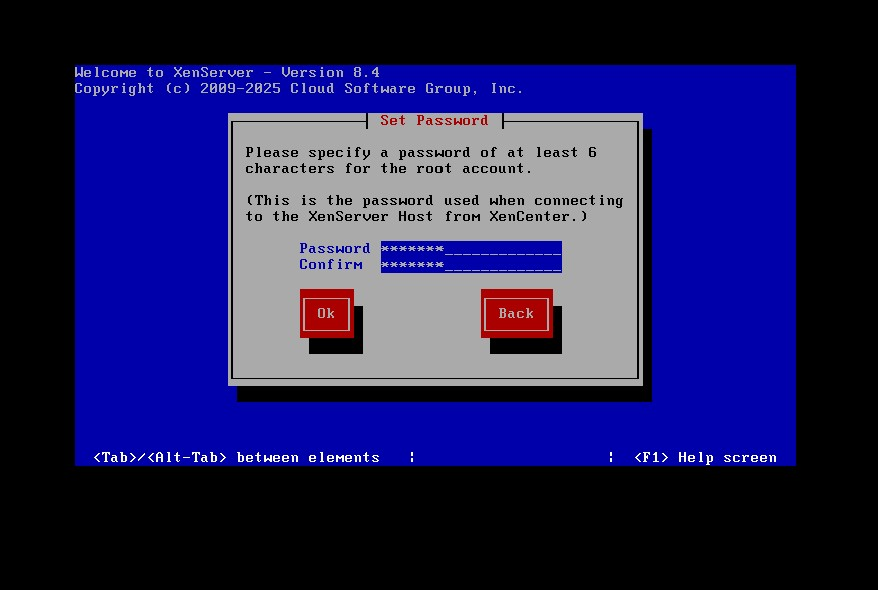 Welcome to XenServer - Version 8.4
Copyright (c) 2009-2025 Cloud Software Group, Inc.
Set Password
Please specify a password of at least 6
characters for the root account.
(This is the password used when connecting
to the XenServer Host from XenCenter.)
Password *******_____________
Confirm *******_____________
Ok Back
<Tab>/<Alt-Tab> between elements ¦ ¦ <F1> Help screen